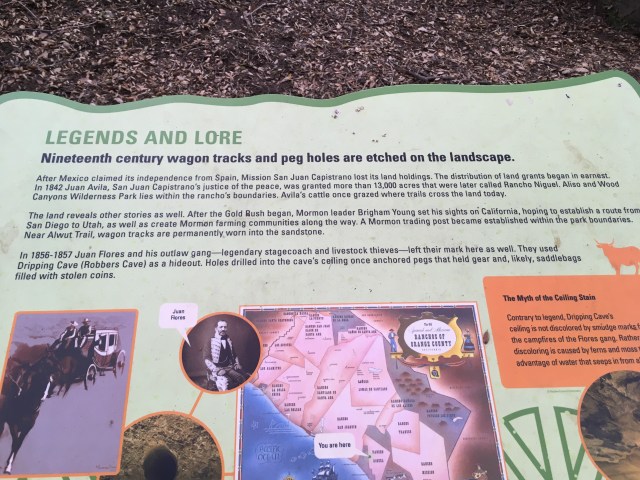 LEGENDS AND LORE
Nineteenth century wagon tracks and peg holes are etched on the landscape.
After Mexico claimed its independence from Spain, Mission San Juan Capistrano lost its land holdings. The distribution of land grants began in earnest.
In 1842 Juan Avila, San Juan Capistrano's justice of the peace, was granted more than 13,000 acres that were later called Rancho Niguel. Aliso and Wood
Canyons Wilderness Park lies within the rancho's boundaries. Avila's cattle once grazed where trails cross the land today.
The land reveals other stories as well. After the Gold Rush began, Mormon leader Brigham Young set his sights on California, hoping to establish a route from
San Diego to Utah, as well as create Mormon farming communities along the way. A Mormon trading post became established within the park boundaries.
Near Alwut Trail, wagon tracks are permanently worn into the sandstone.
In 1856-1857 Juan Flores and his outlaw gang—legendary stagecoach and livestock thieves—left their mark here as well. They used
Dripping Cave (Robbers Cave) as a hideout. Holes drilled into the cave's ceiling once anchored pegs that held gear and, likely, saddlebags
filled with stolen coins.
Juan
Flores
RANCHOS OF
ORANGE COUNTY
You are here
The Myth of the Ceiling Stain
Contrary to legend, Dripping Cave's
ceiling is not discolored by smudge marks
the campfires of the Flores gang. Rather
discoloring is caused by ferns and moss
advantage of water that seeps in from